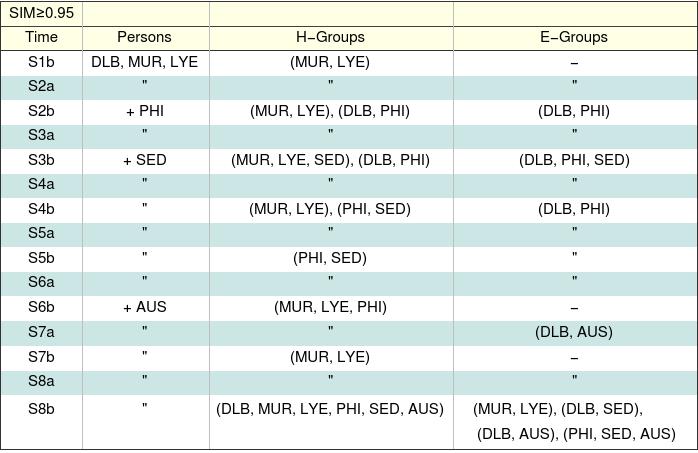 SIM≥0.95
Time Persons H−Groups E−Groups
S1b DLB, MUR, LYE (MUR, LYE) −
S2a " " "
S2b + PHI (MUR, LYE), (DLB, PHI) (DLB, PHI)
S3a " " "
S3b + SED (MUR, LYE, SED), (DLB, PHI) (DLB, PHI, SED)
S4a " " "
S4b " (MUR, LYE), (PHI, SED) (DLB, PHI)
S5a " " "
S5b " (PHI, SED) "
S6a " " "
S6b + AUS (MUR, LYE, PHI) −
S7a " " (DLB, AUS)
S7b " (MUR, LYE) −
S8a " " "
S8b " (DLB, MUR, LYE, PHI, SED, AUS) (MUR, LYE), (DLB, SED),
(DLB, AUS), (PHI, SED, AUS)